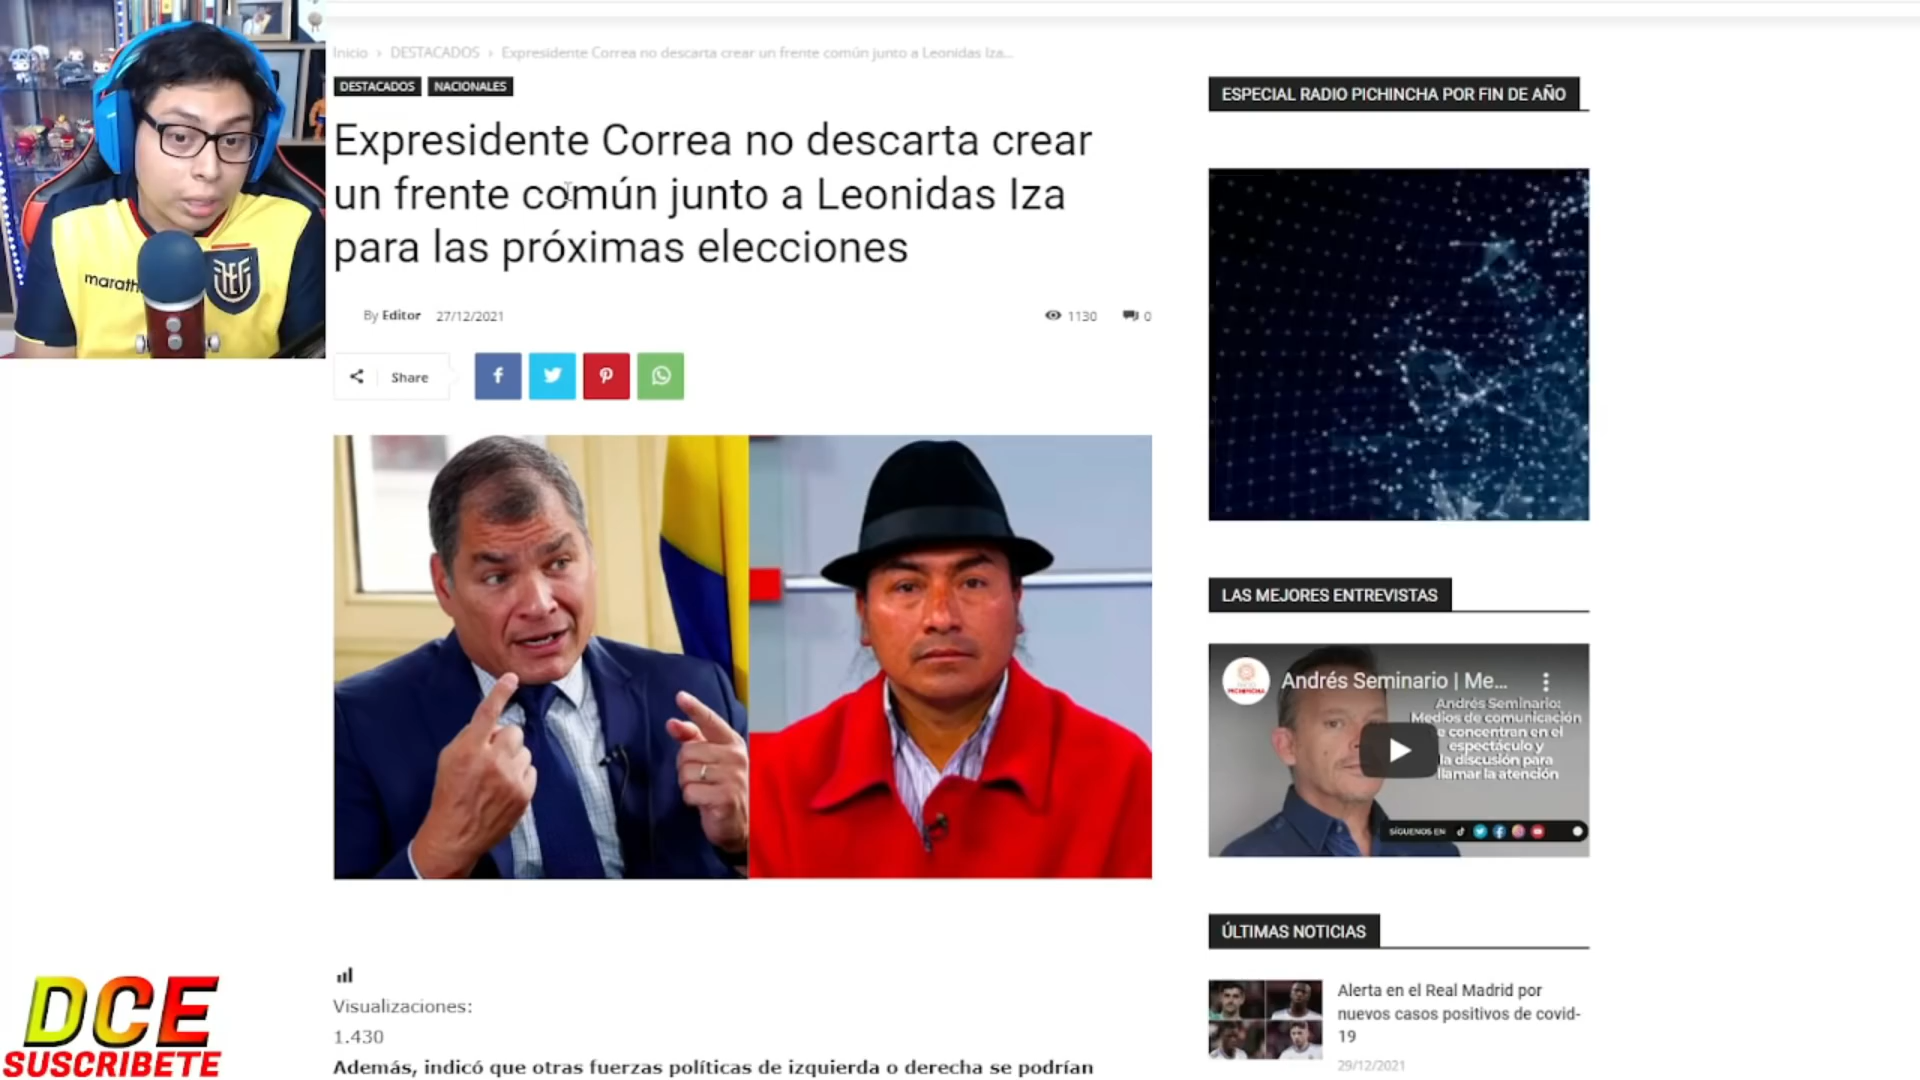 Inicio › DESTACADOS › Expresidente Correa no descarta crear un frente común junto a Leonidas Iza...
DESTACADOS NACIONALES
Expresidente Correa no descarta crear
un frente común junto a Leonidas Iza
para las próximas elecciones
By Editor 27/12/2021
1130 0
Share
marath
Visualizaciones:
1.430
Además, indicó que otras fuerzas políticas de izquierda o derecha se podrían
DCE
SUSCRIBETE
ESPECIAL RADIO PICHINCHA POR FIN DE AÑO
LAS MEJORES ENTREVISTAS
PICHINCHA
Andrés Seminario | Me...
Andrés Seminario:
Medios de comunicación
e concentran en el
espectáculo y
la discusión para
llamar la atención
SÍGUENOS EN
ÚLTIMAS NOTICIAS
Alerta en el Real Madrid por
nuevos casos positivos de covid-
19
29/12/2021